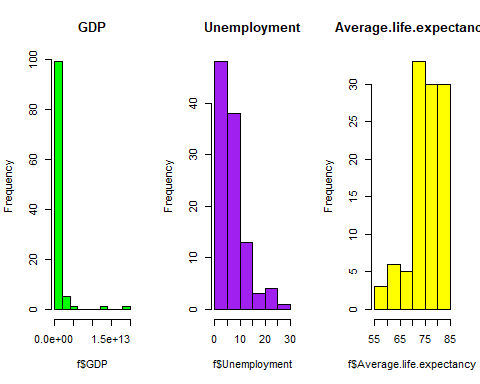 GDP
Frequency
0
20
40
60
80
100
0.0e+00
1.5e+13
f$GDP
Unemployment
Frequency
0
10
20
30
40
0
10
20
30
f$Unemployment
Average.life.expectanc
Frequency
0
5
10
15
20
25
30
55
65
75
85
f$Average.life.expectancy